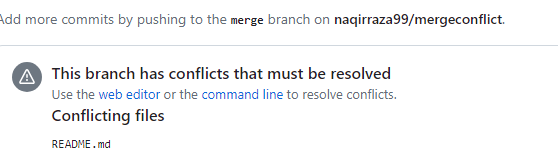 Add more commits by pushing to the merge branch on naqirraza99/mergeconflict.
This branch has conflicts that must be resolved
Use the web editor or the command line to resolve conflicts.
Conflicting files
README.md